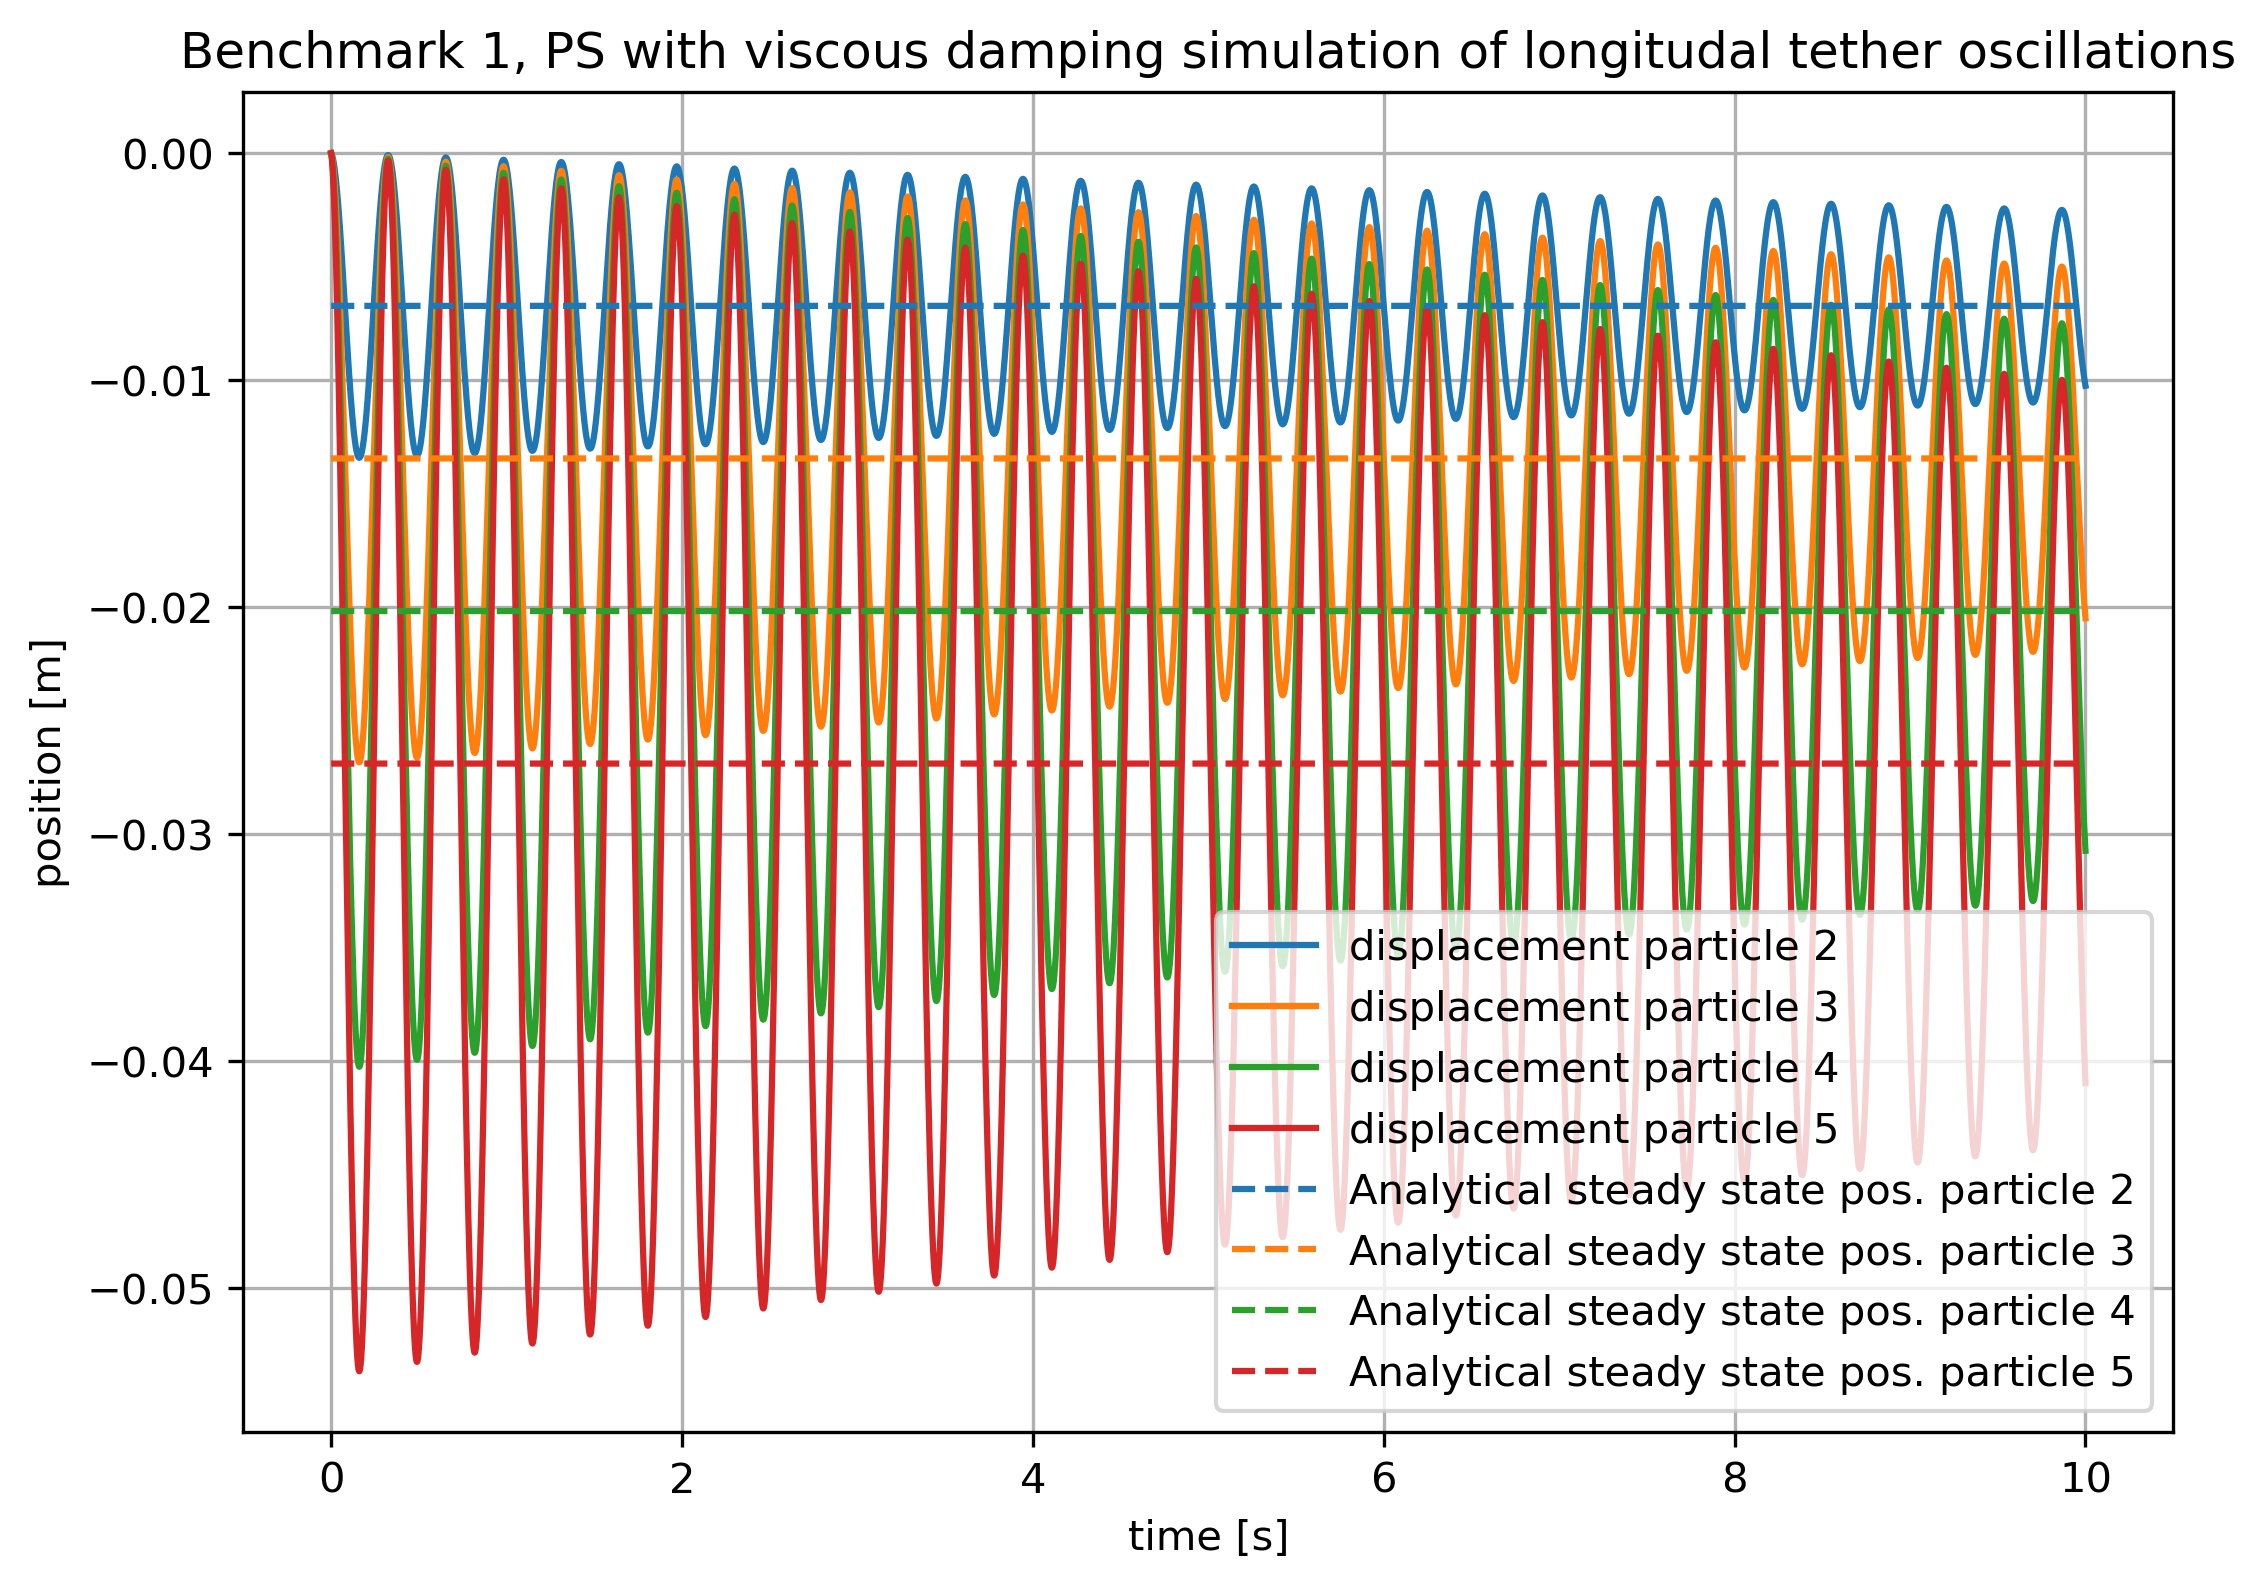 Benchmark 1, PS with viscous damping simulation of longitudal tether oscillations
0.00
−0.01
−0.02
−0.03
−0.04
−0.05
position [m]
displacement particle 2
displacement particle 3
displacement particle 4
displacement particle 5
Analytical steady state pos. particle 2
Analytical steady state pos. particle 3
Analytical steady state pos. particle 4
Analytical steady state pos. particle 5
0 2 4 6 8 10
time [s]